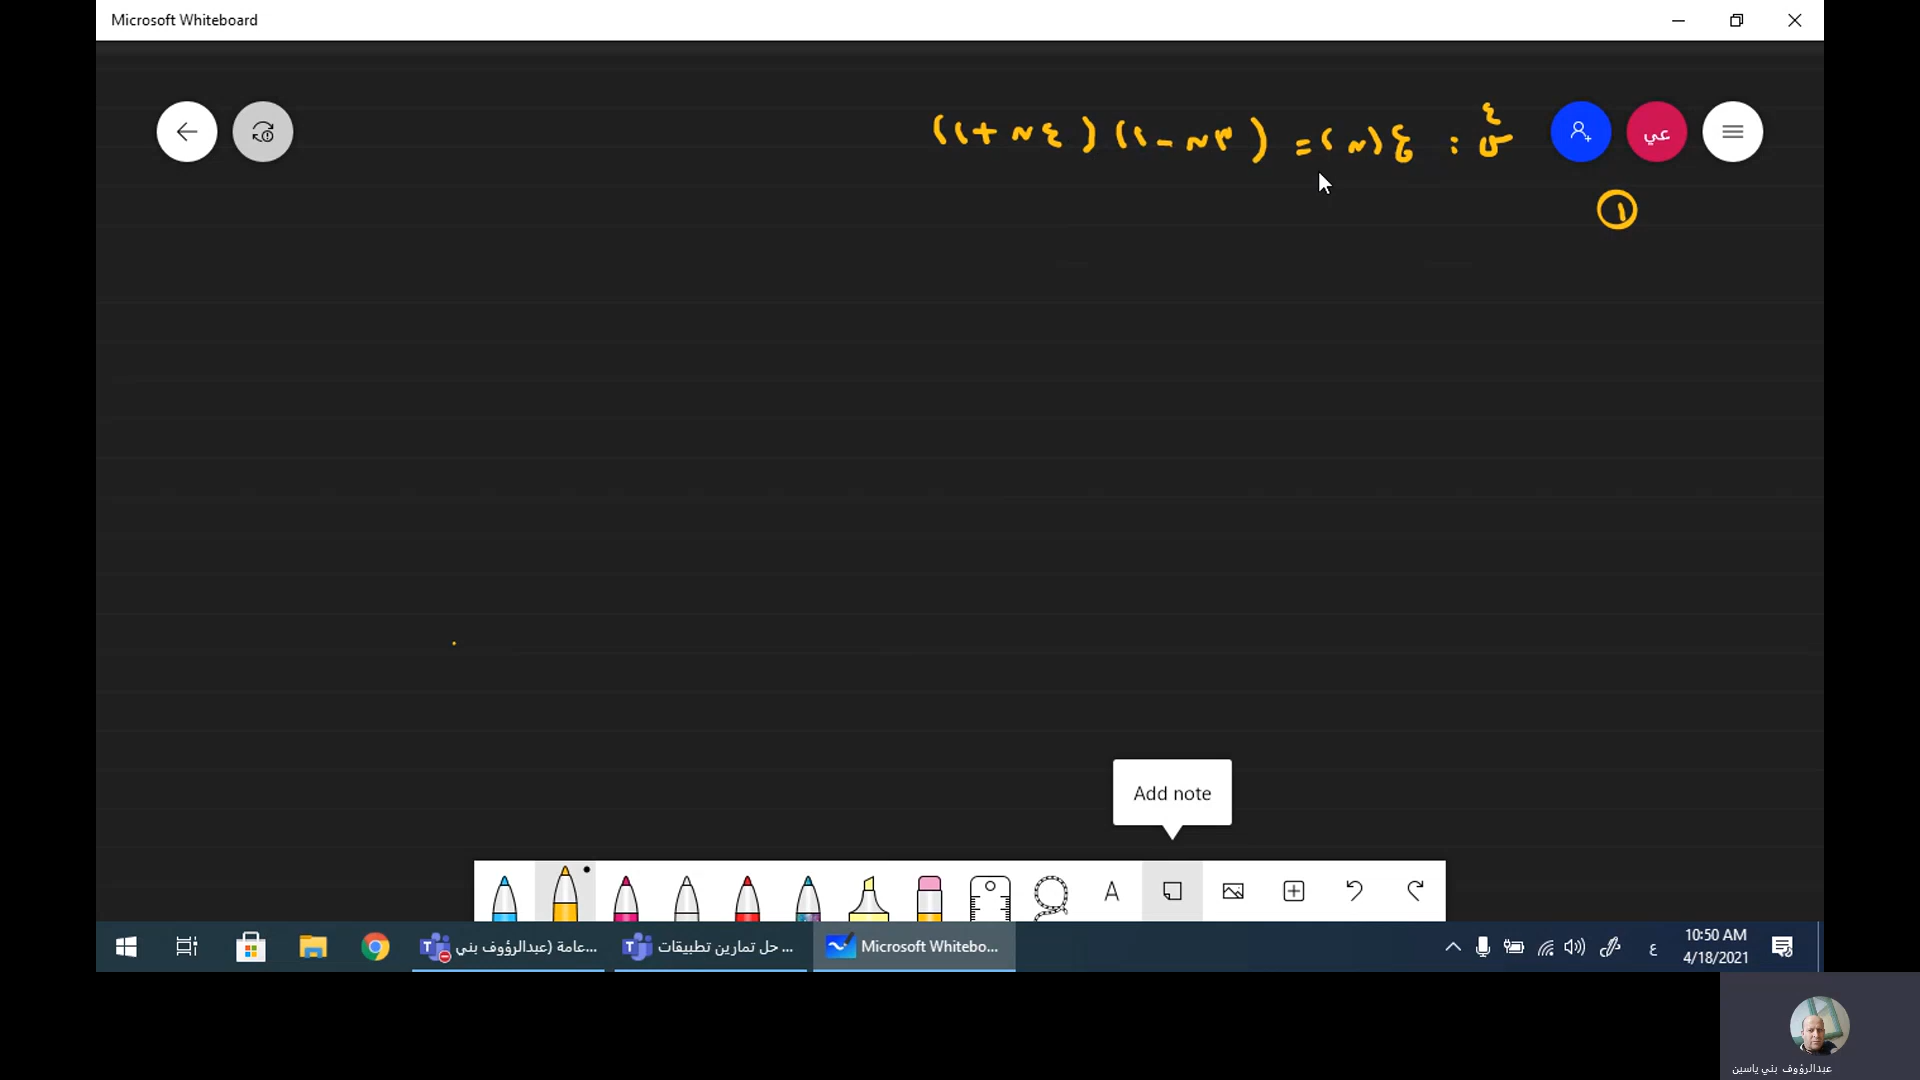 Microsoft Whiteboard
س٤ : ع(ن) = (٣ن - ١) (٤ن + ١)
عي
١
Add note
A
عامة (عبدالرؤوف بني...
حل تمارين تطبيقات ...
Microsoft Whitebo...
ع
10:50 AM
4/18/2021
عبدالرؤوف بني ياسين